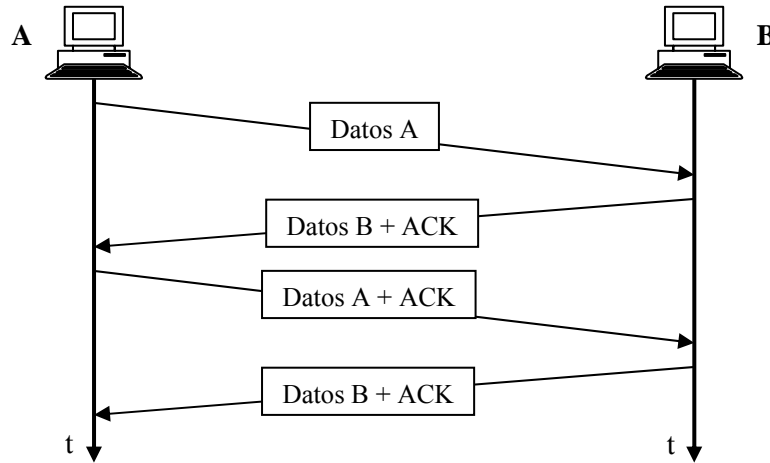 A
B
Datos A
Datos B + ACK
Datos A + ACK
Datos B + ACK
t
t